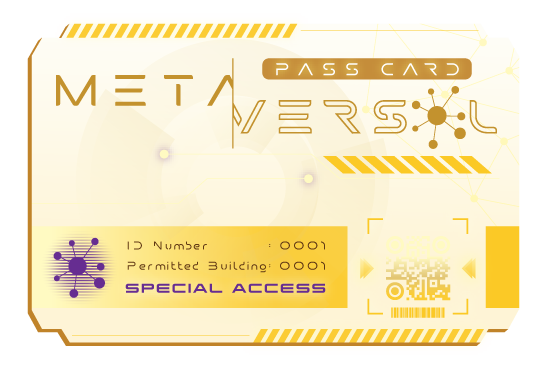 PASS CARD
META VERSOL
ID Number : 0001
Permitted Building: 0001
SPECIAL ACCESS